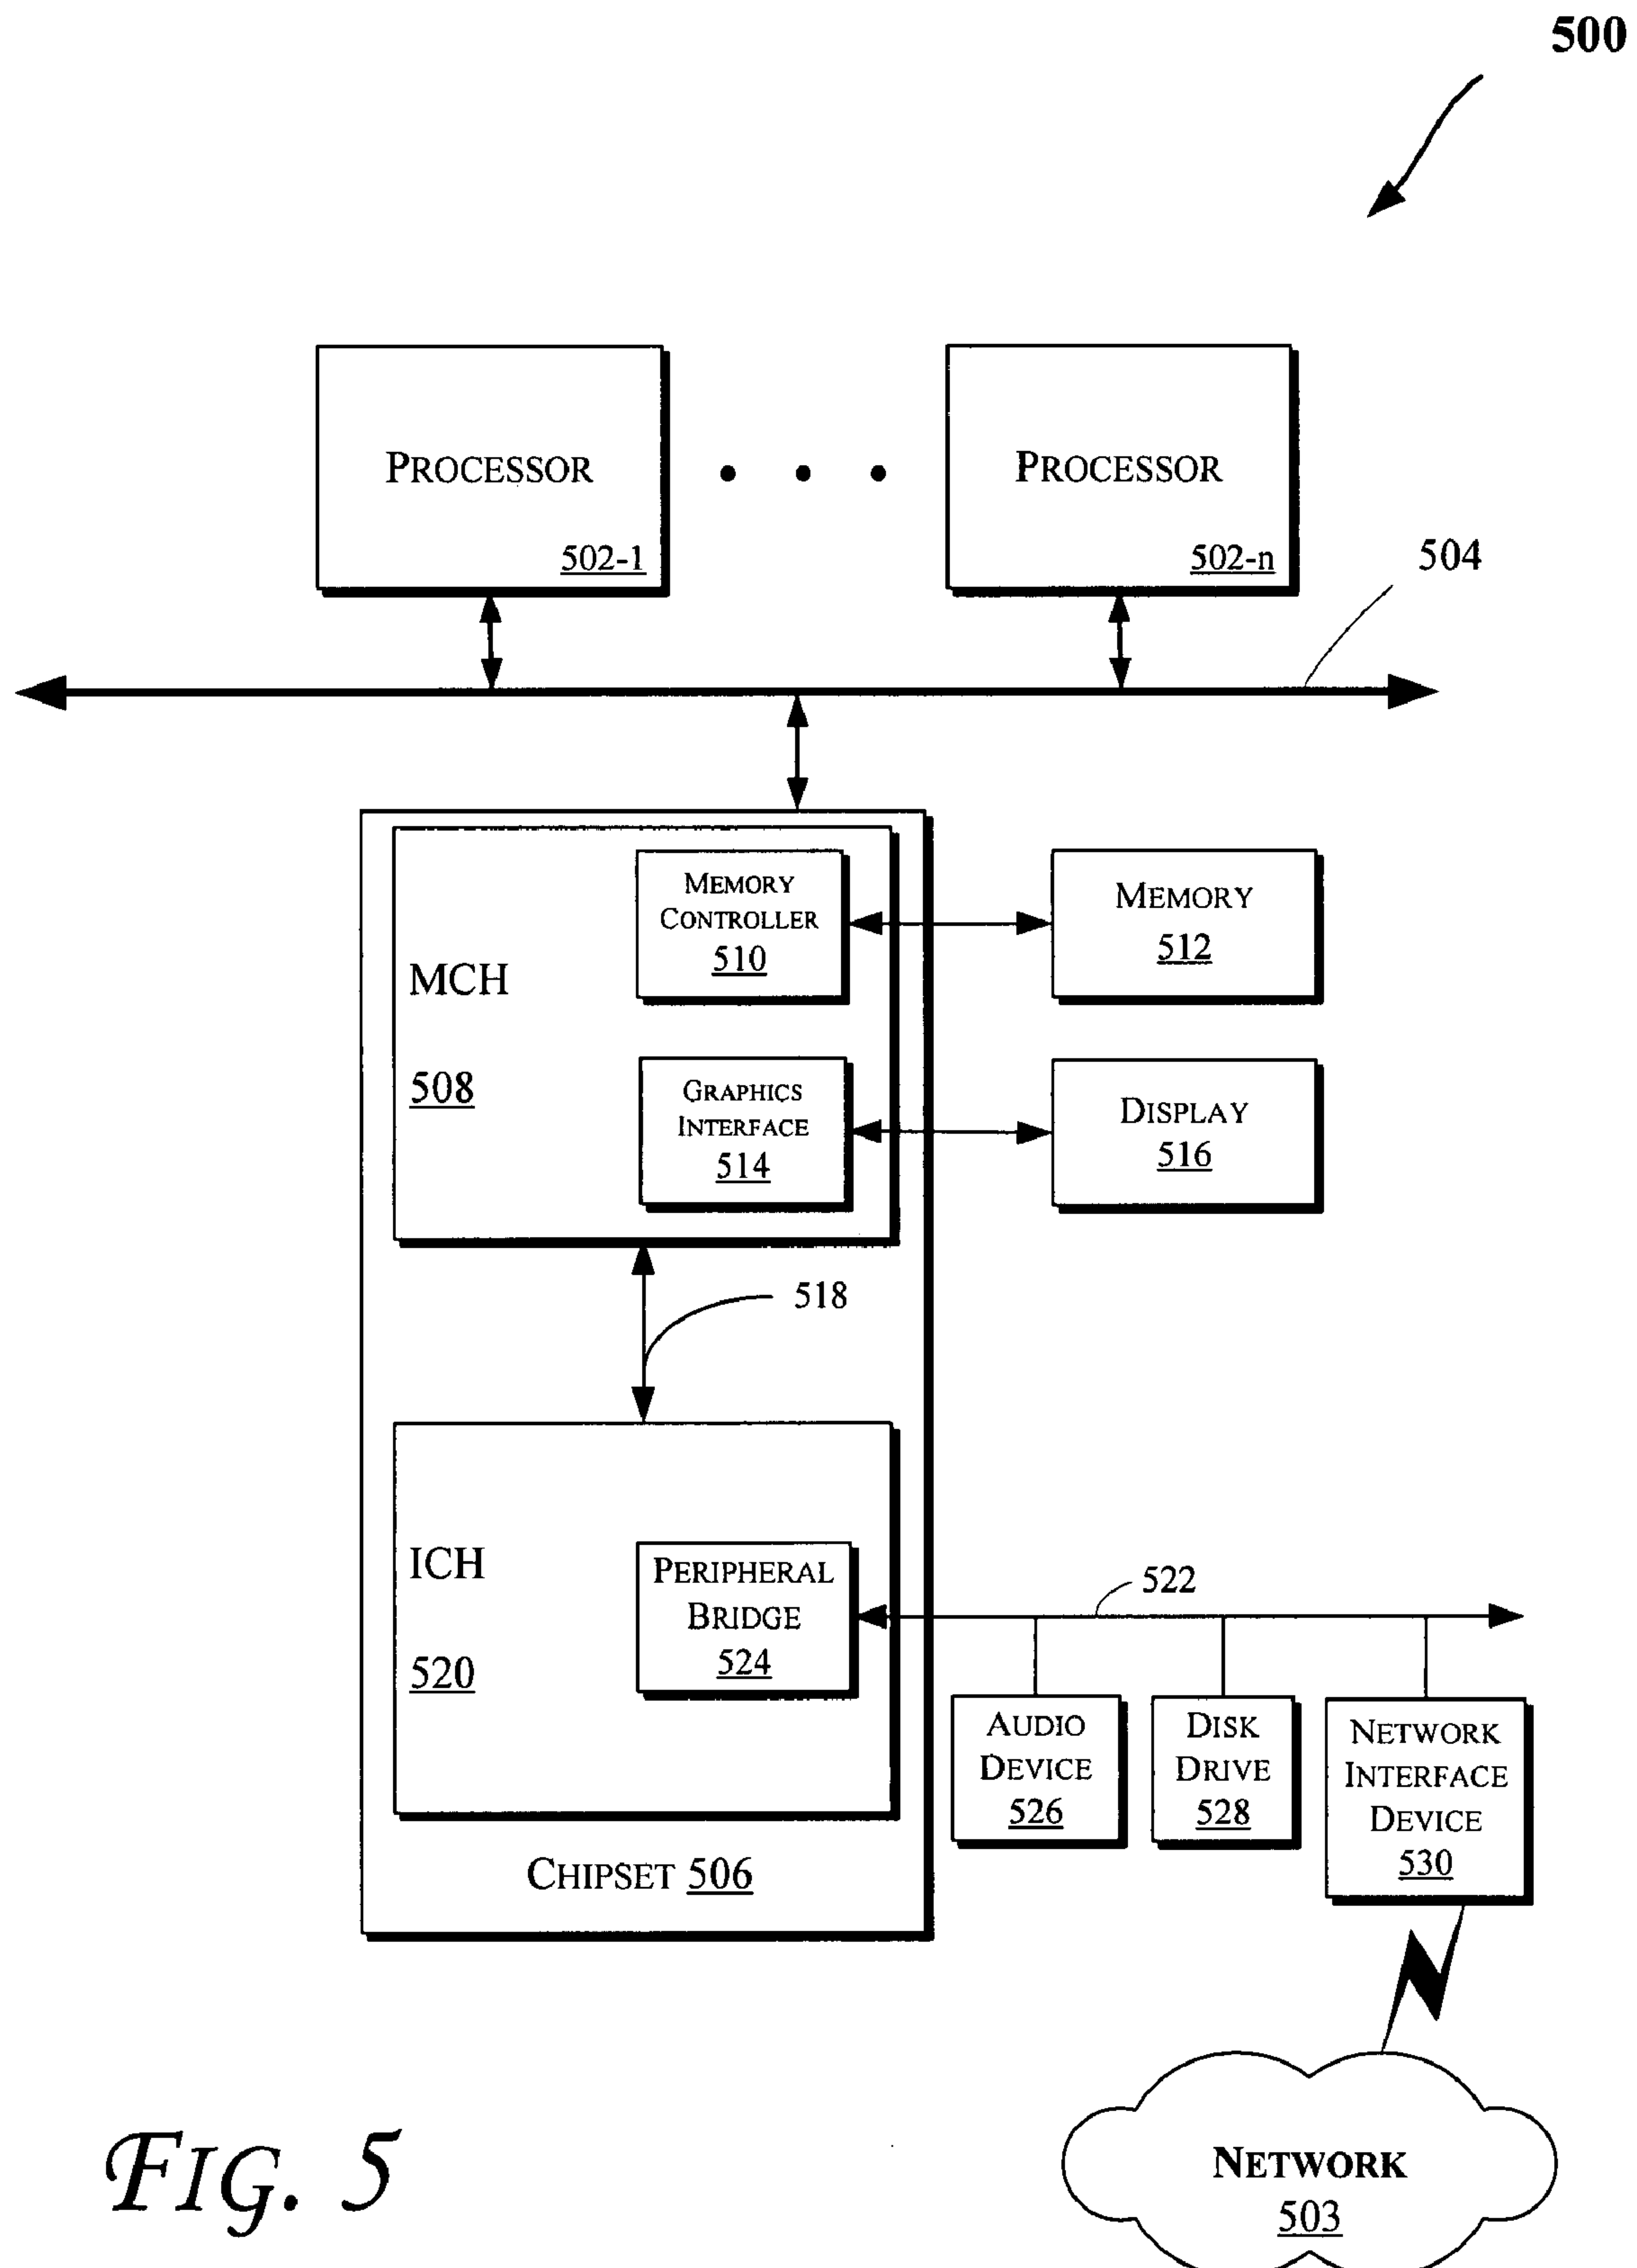 500
PROCESSOR
502-1
PROCESSOR
502-n
504
MEMORY
CONTROLLER
510
MCH
508
GRAPHICS
INTERFACE
514
MEMORY
512
DISPLAY
516
518
ICH
520
PERIPHERAL
BRIDGE
524
522
AUDIO
DEVICE
526
DISK
DRIVE
528
NETWORK
INTERFACE
DEVICE
530
CHIPSET 506
NETWORK
503
FIG. 5